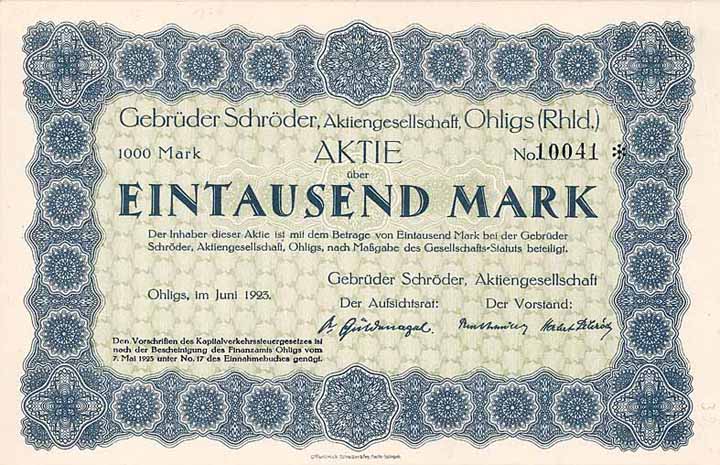 Gebrüder Schröder, Aktiengesellschaft, Ohligs (Rhld.)
1000 Mark AKTIE No. 10041 *
über
EINTAUSEND MARK
Der Inhaber dieser Aktie ist mit dem Betrage von Eintausend Mark bei der Gebrüder
Schröder, Aktiengesellschaft, Ohligs, nach Maßgabe des Gesellschafts-Statuts beteiligt.
Gebrüder Schröder, Aktiengesellschaft
Ohligs, im Juni 1923. Der Aufsichtsrat: Der Vorstand:
Den Vorschriften des Kapitalverkehrssteuergesetzes ist
nach der Bescheinigung des Finanzamts Ohligs vom
7. Mai 1923 unter No. 17 des Einnahmebuches genügt.